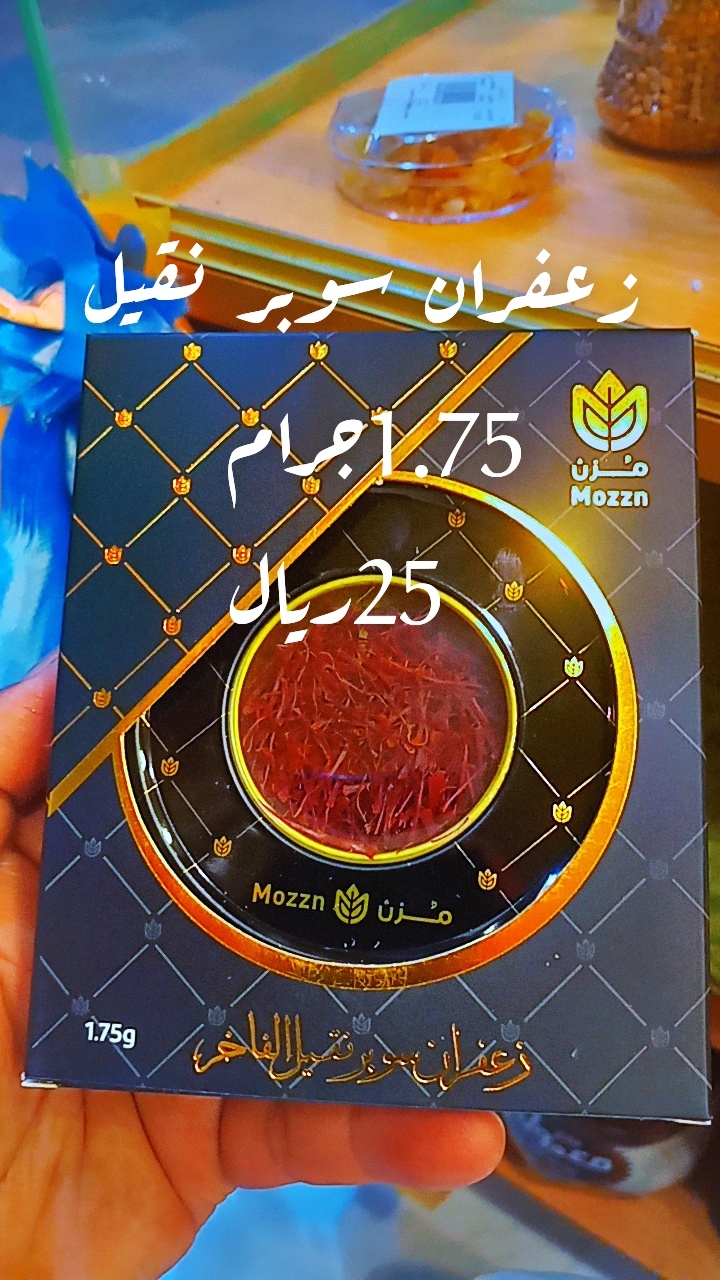 زعفران سوبر نقيل
1.75جرام
25ريال
مُزن
Mozzn
Mozzn مُزن
1.75g
زعفران سوبر نقيل الفاخر